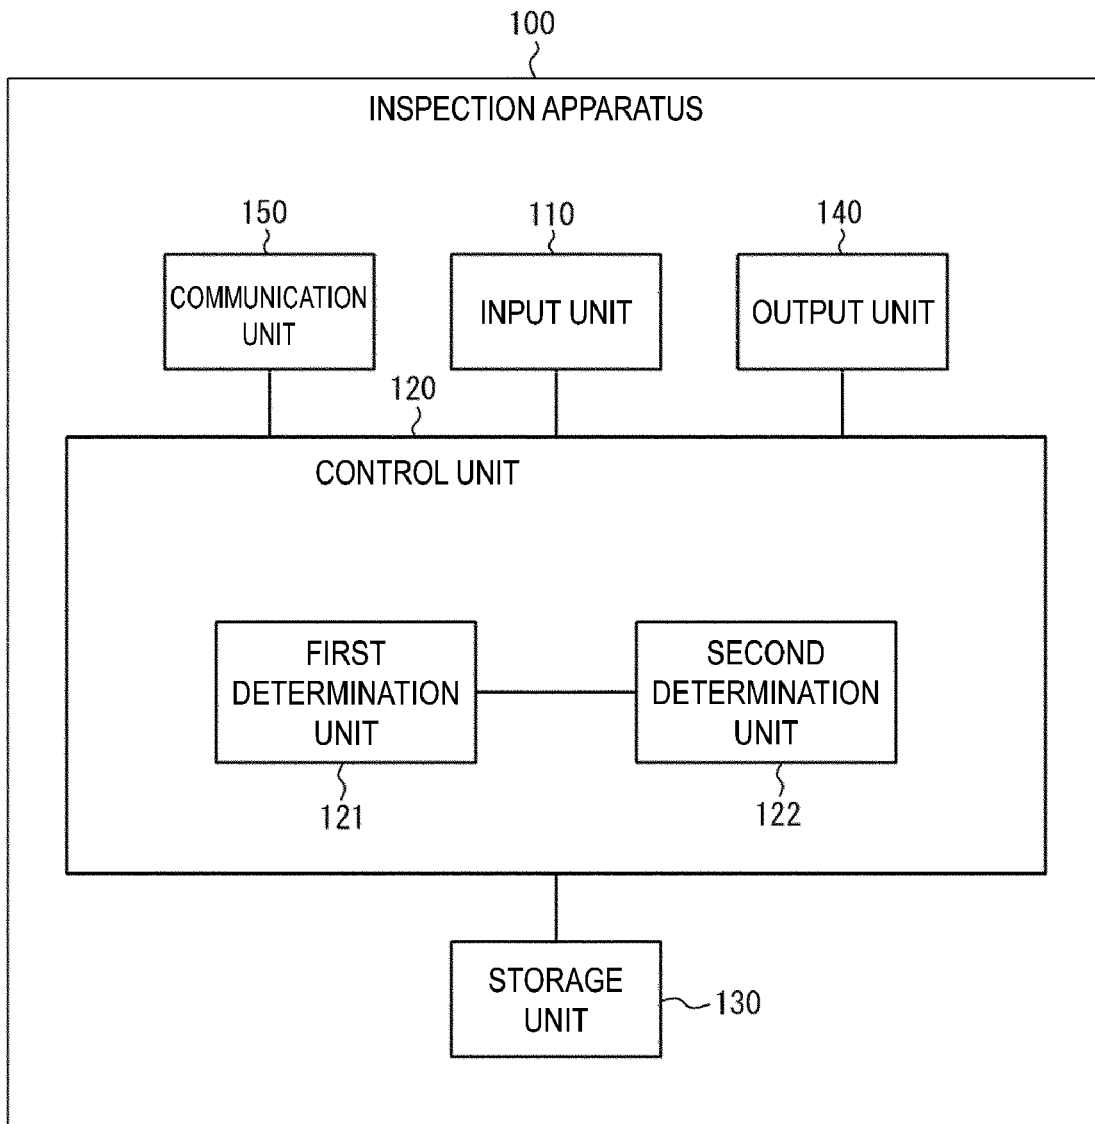 100
INSPECTION APPARATUS
150
110
140
COMMUNICATION
UNIT
INPUT UNIT
OUTPUT UNIT
120
CONTROL UNIT
FIRST
DETERMINATION
UNIT
SECOND
DETERMINATION
UNIT
121
122
STORAGE
UNIT
130